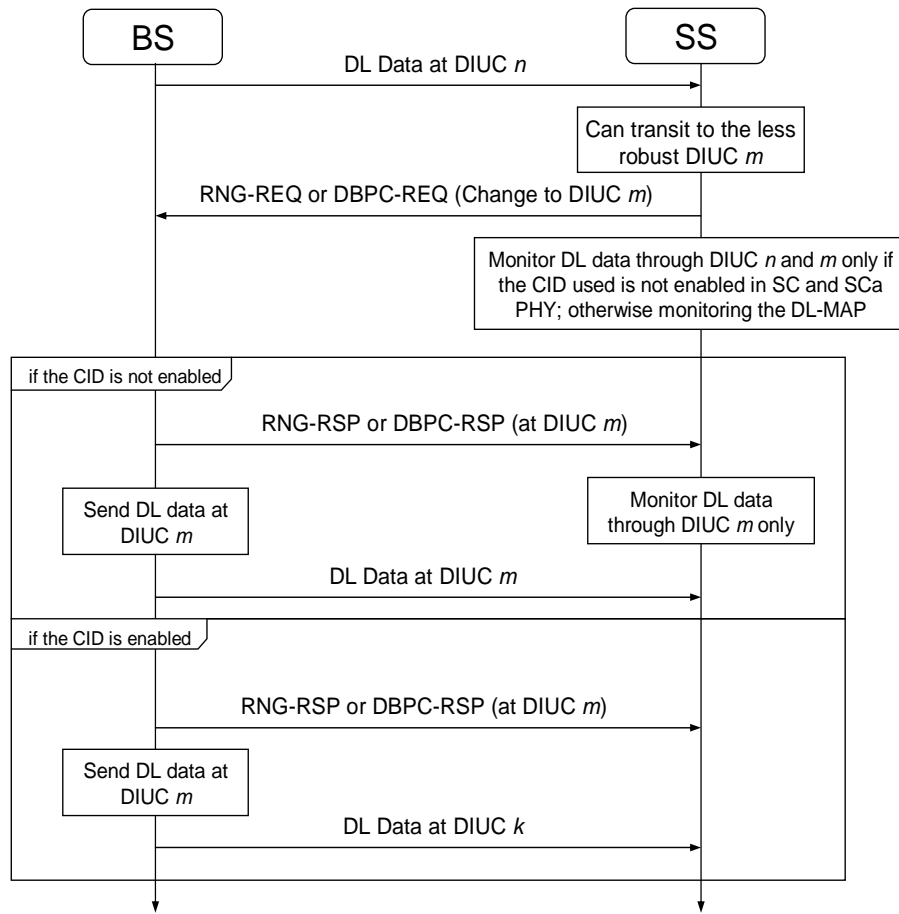 BS
SS
DL Data at DIUC n
Can transit to the less
robust DIUC m
RNG-REQ or DBPC-REQ (Change to DIUC m)
Monitor DL data through DIUC n and m only if
the CID used is not enabled in SC and SCa
PHY; otherwise monitoring the DL-MAP
if the CID is not enabled
RNG-RSP or DBPC-RSP (at DIUC m)
Send DL data at
DIUC m
Monitor DL data
through DIUC m only
DL Data at DIUC m
if the CID is enabled
RNG-RSP or DBPC-RSP (at DIUC m)
Send DL data at
DIUC m
DL Data at DIUC k